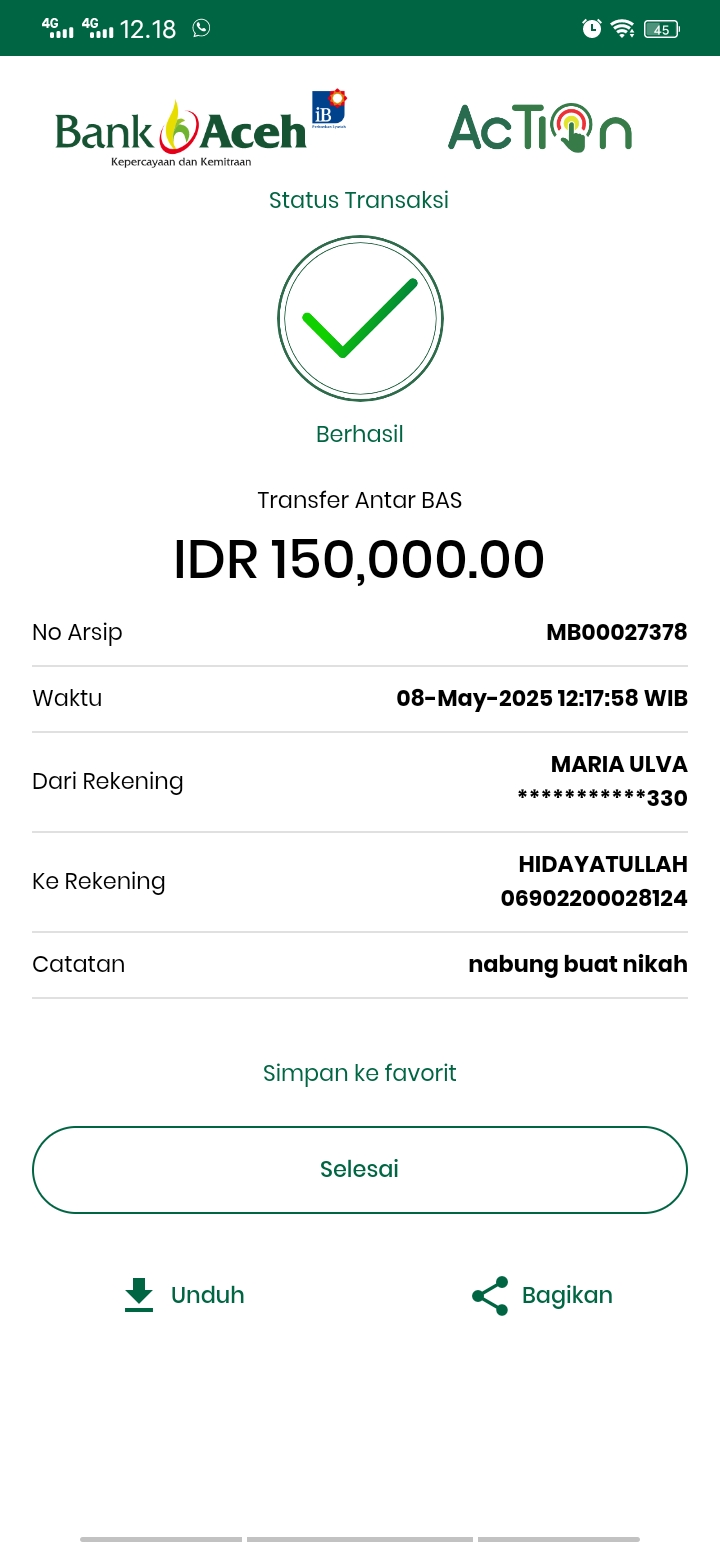 4G 4G 12.18 45
Bank Aceh iB
Kepercayaan dan Kemitraan
AcTion
Status Transaksi
Berhasil
Transfer Antar BAS
IDR 150,000.00
No Arsip MB00027378
Waktu 08-May-2025 12:17:58 WIB
Dari Rekening MARIA ULVA
***********330
Ke Rekening HIDAYATULLAH
06902200028124
Catatan nabung buat nikah
Simpan ke favorit
Selesai
Unduh Bagikan